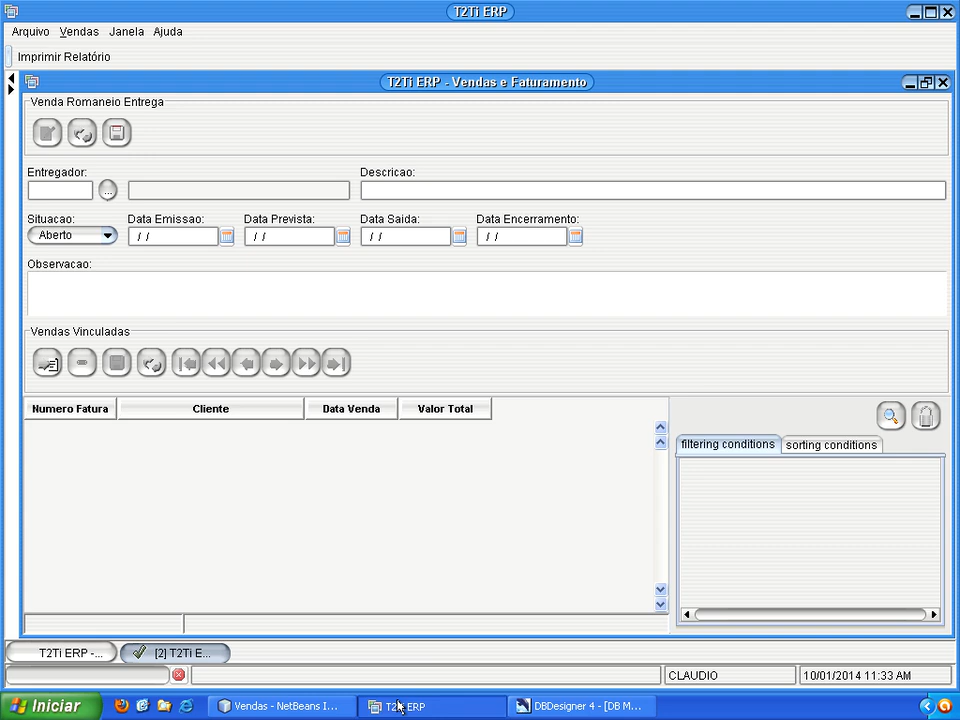 T2Ti ERP
Arquivo Vendas Janela Ajuda
Imprimir Relatório
T2Ti ERP - Vendas e Faturamento
Venda Romaneio Entrega
Entregador: Descricao:
...
Situacao: Data Emissao: Data Prevista: Data Saida: Data Encerramento:
Aberto / / / / / / / /
Observacao:
Vendas Vinculadas
Numero Fatura Cliente Data Venda Valor Total
filtering conditions sorting conditions
T2Ti ERP -... [2] T2Ti E...
CLAUDIO 10/01/2014 11:33 AM
Iniciar Vendas - NetBeans I... T2Ti ERP DBDesigner 4 - [DB M...